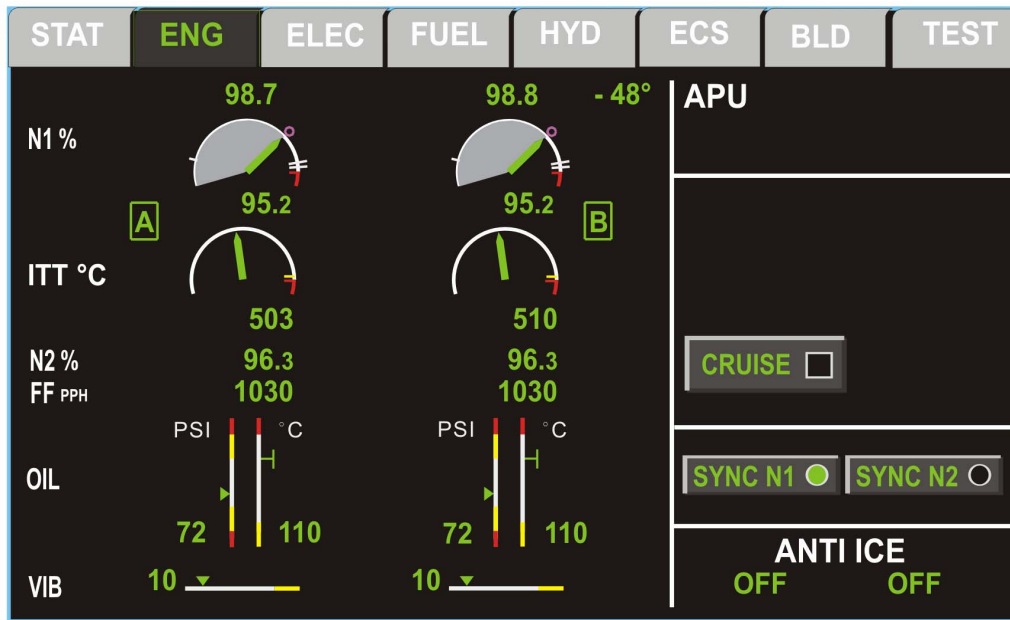 STAT ENG ELEC FUEL HYD ECS BLD TEST
98.7 98.8 - 48° APU
N1 %
95.2 95.2
A B
ITT °C
503 510
N2 % 96.3 96.3
FF PPH 1030 1030
CRUISE
PSI °C PSI °C
OIL
SYNC N1 SYNC N2
72 110 72 110
ANTI ICE
VIB 10 10 OFF OFF